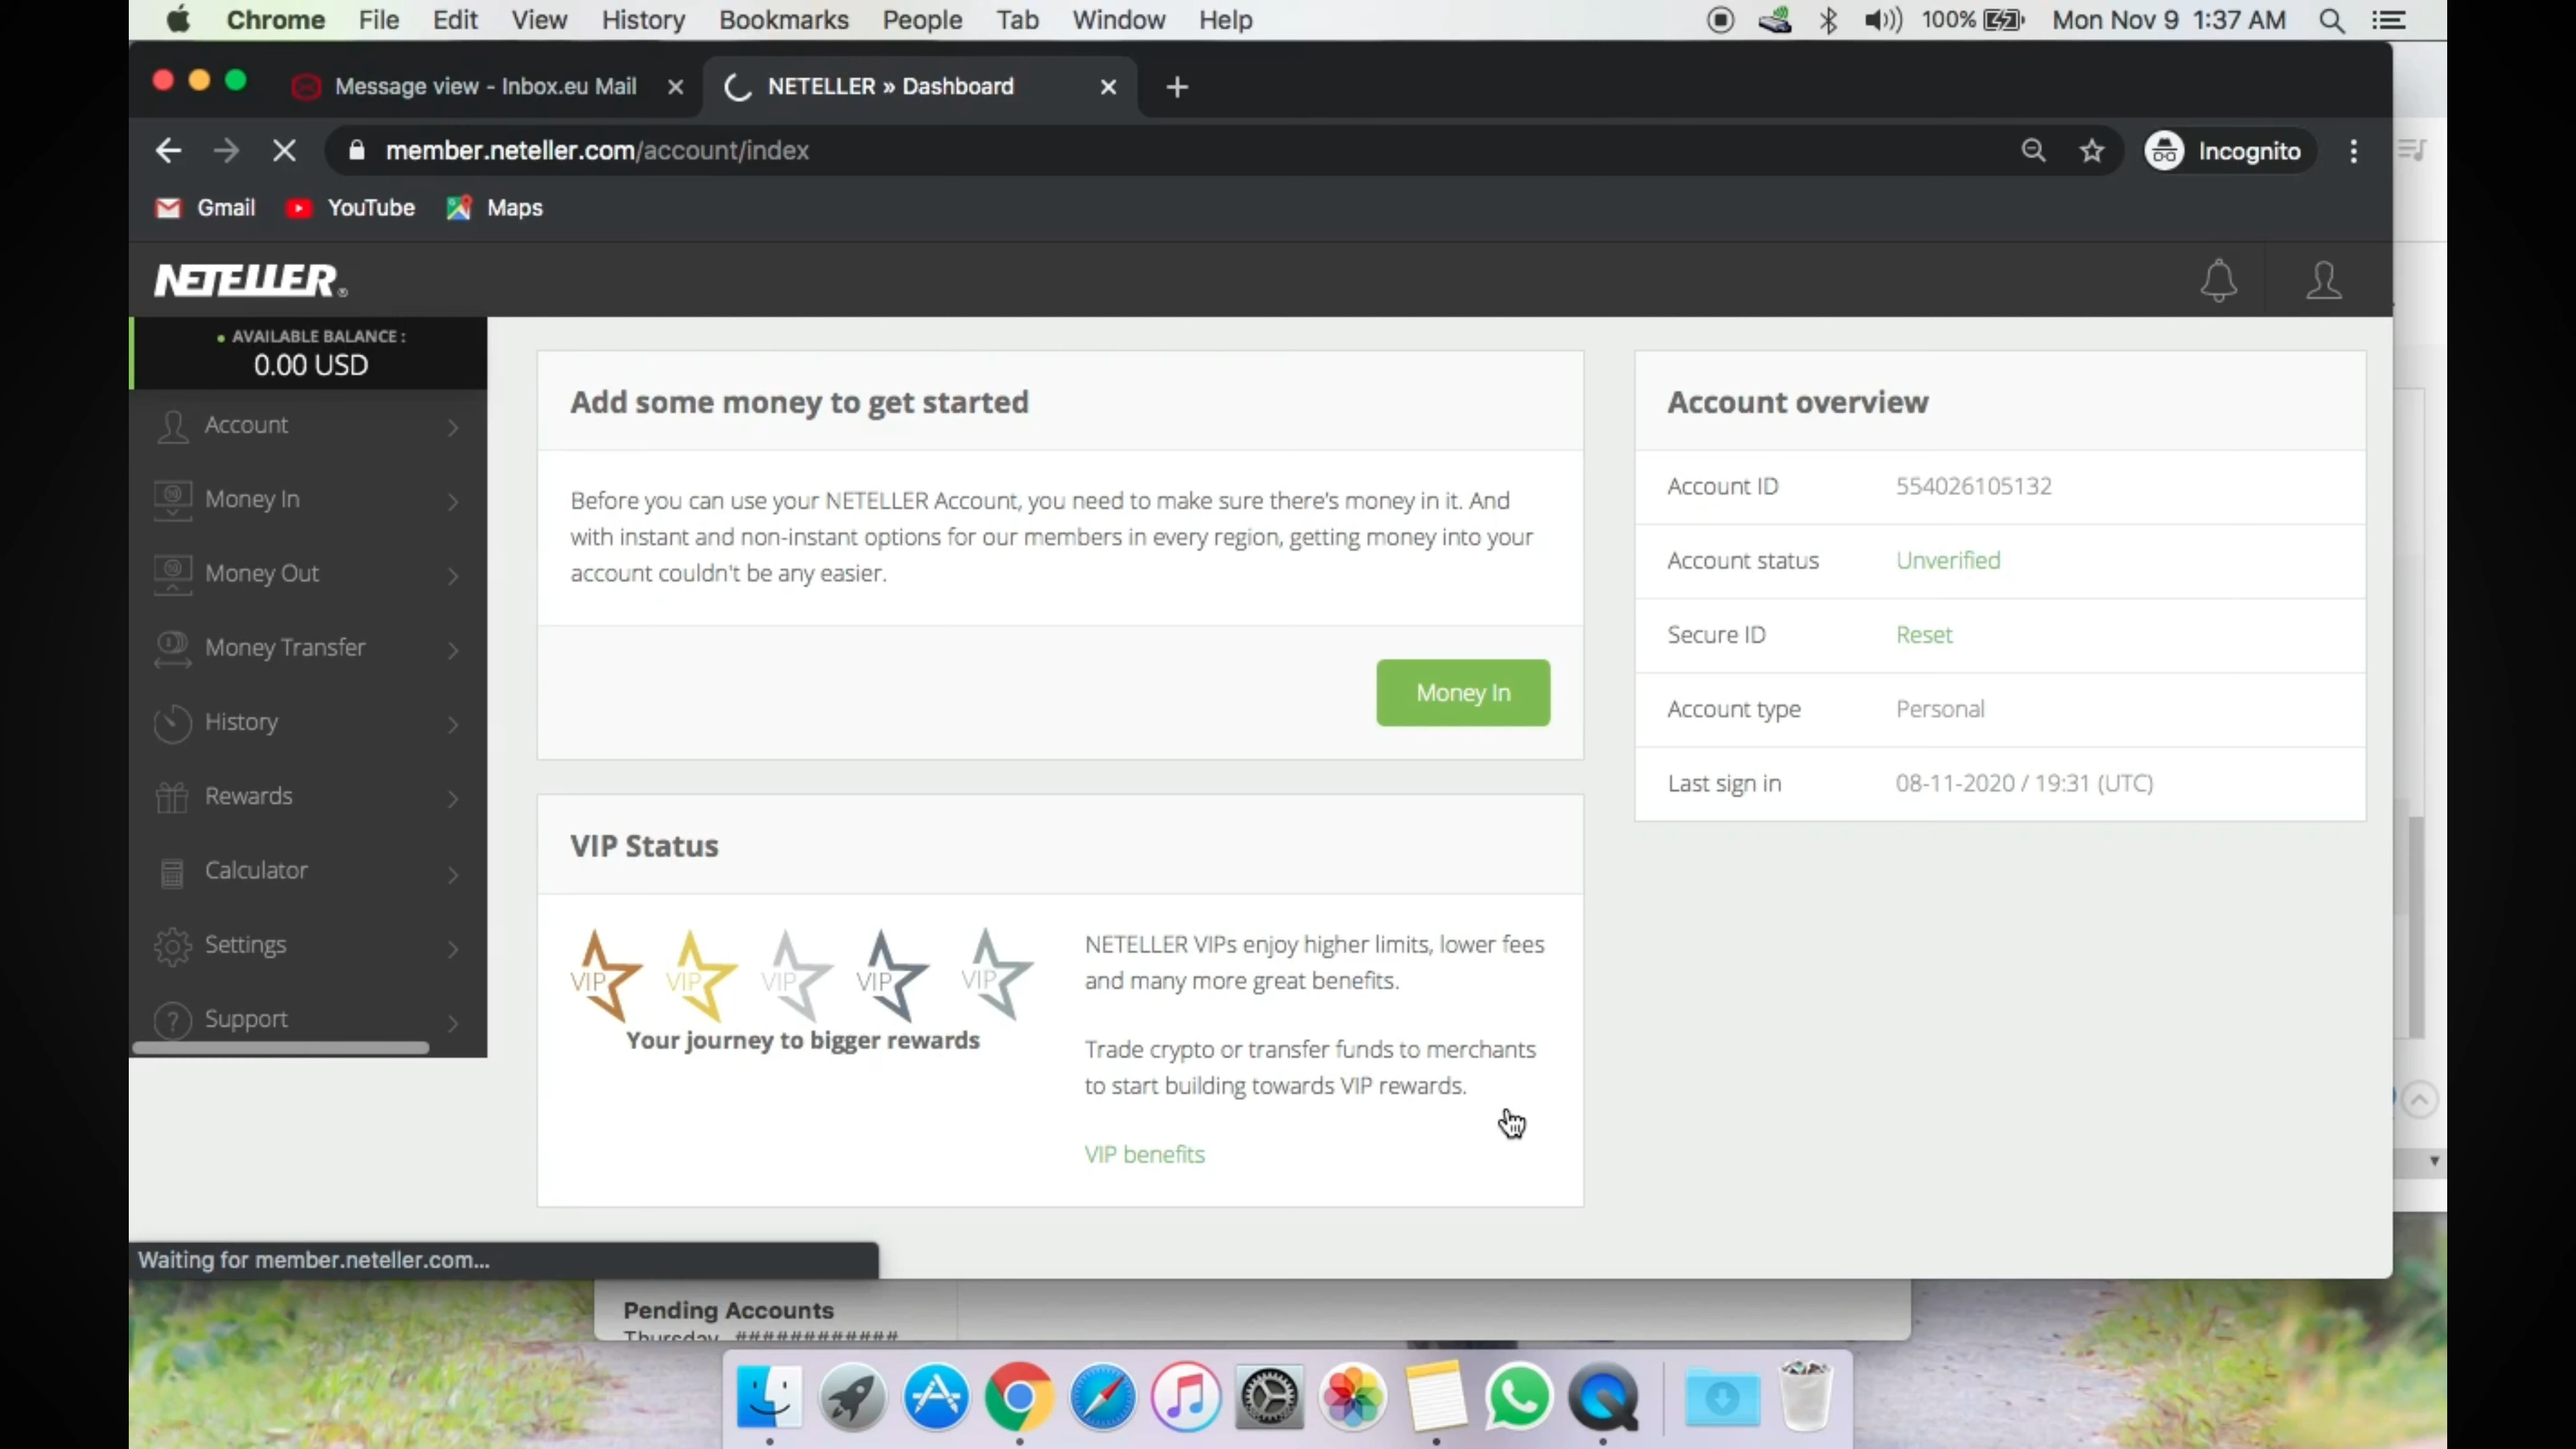 Chrome File Edit View History Bookmarks People Tab Window Help 100% Mon Nov 9 1:37 AM
Message view - Inbox.eu Mail NETELLER » Dashboard
member.neteller.com/account/index Incognito
Gmail YouTube Maps
NETELLER®
AVAILABLE BALANCE :
0.00 USD
Account
Money In
Money Out
Money Transfer
History
Rewards
Calculator
Settings
Support
Add some money to get started
Before you can use your NETELLER Account, you need to make sure there's money in it. And
with instant and non-instant options for our members in every region, getting money into your
account couldn't be any easier.
Money In
VIP Status
VIP VIP VIP VIP VIP
Your journey to bigger rewards
NETELLER VIPs enjoy higher limits, lower fees
and many more great benefits.
Trade crypto or transfer funds to merchants
to start building towards VIP rewards.
VIP benefits
Account overview
Account ID 554026105132
Account status Unverified
Secure ID Reset
Account type Personal
Last sign in 08-11-2020 / 19:31 (UTC)
Waiting for member.neteller.com...
Pending Accounts
Thursday ############